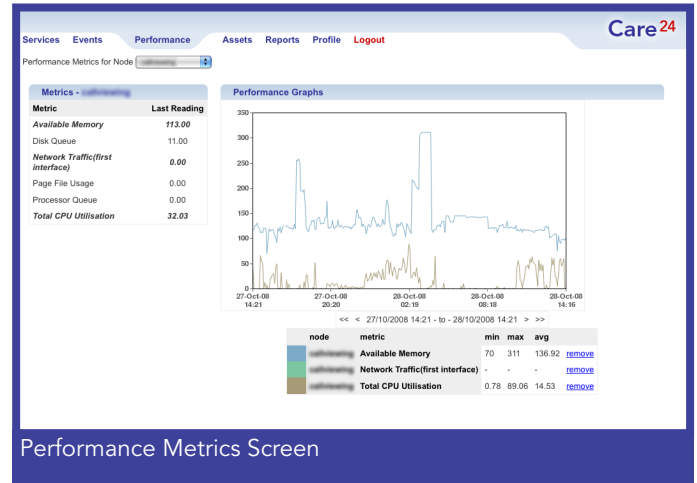 Care24
Services Events Performance Assets Reports Profile Logout
Performance Metrics for Node
Metrics -
Metric Last Reading
Available Memory 113.00
Disk Queue 11.00
Network Traffic(first
interface) 0.00
Page File Usage 0.00
Processor Queue 0.00
Total CPU Utilisation 32.03
Performance Graphs
350
300
250
200
150
100
50
0
27-Oct-08 27-Oct-08 28-Oct-08 28-Oct-08 28-Oct-08
14:21 20:20 02:19 08:18 14:16
<< < 27/10/2008 14:21 - to - 28/10/2008 14:21 > >>
node metric min max avg
Available Memory 70 311 136.92 remove
Network Traffic(first interface) - - - remove
Total CPU Utilisation 0.78 89.06 14.53 remove
Performance Metrics Screen